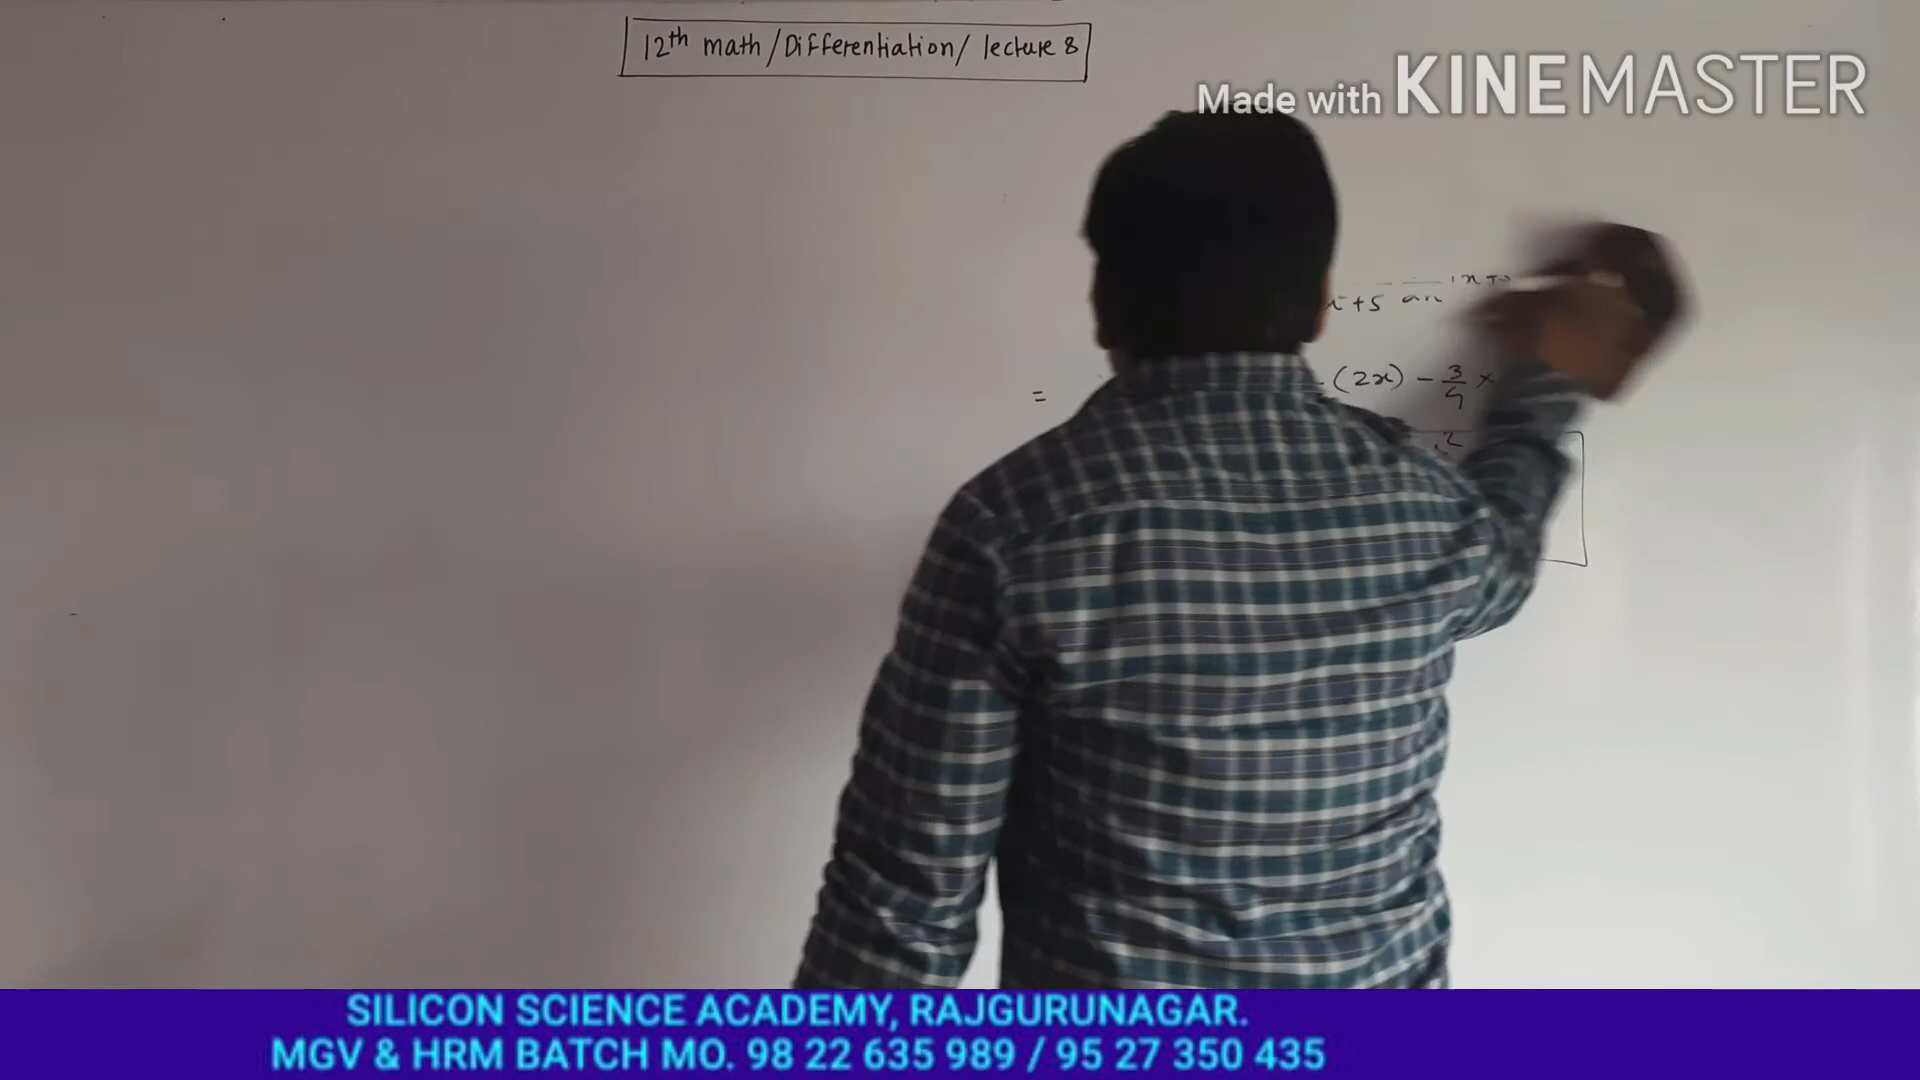 12th math / Differentiation / lecture 8
Made with KINEMASTER
+5
= (2x) - 3/4 ×
2
SILICON SCIENCE ACADEMY, RAJGURUNAGAR.
MGV & HRM BATCH MO. 98 22 635 989 / 95 27 350 435